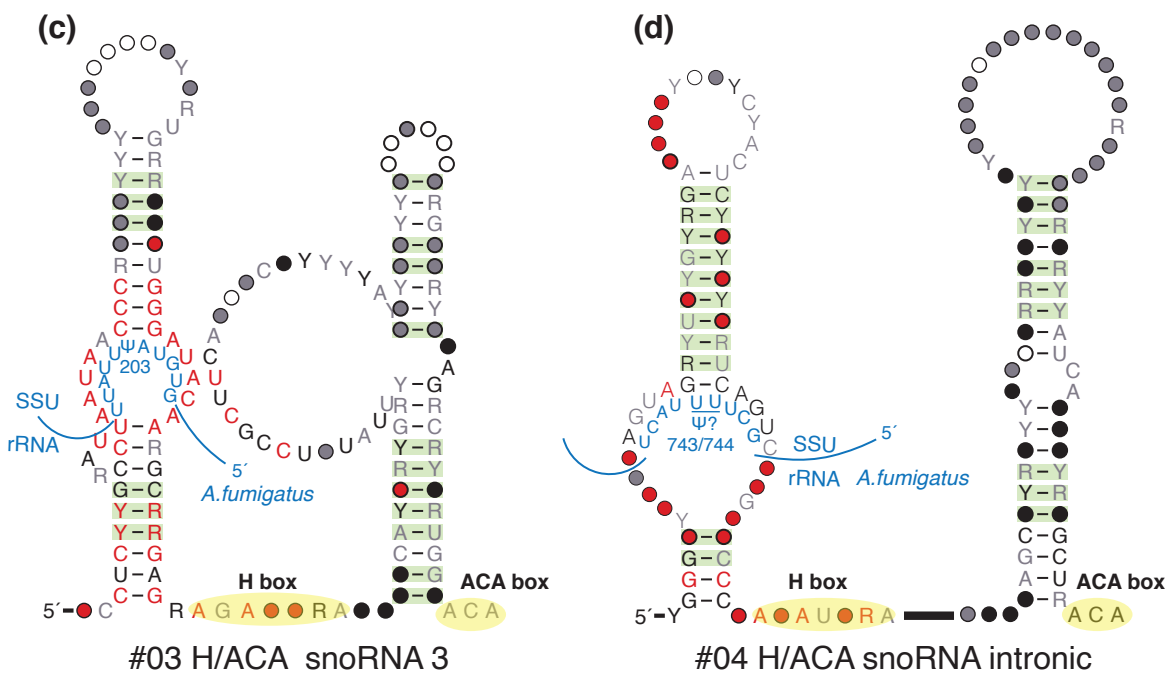 (c)
Y
R
U
Y – G
Y – R
Y – R
R – U
C – G
C – G
C – G
A A U A A U A R
A U A C A
U Ψ A U G U G
203
U A U U U
SSU
rRNA
5´
A.fumigatus
C – A
C – R
C – G
G – C
Y – R
Y – R
C – G
U – A
C – G
5´– C
Y – R
Y – G
Y – R
Y – Y
Y A Y Y Y Y C A C U U C G C C U U A U
A
Y – G
R – R
G – C
Y – R
R – Y
Y – R
A – U
C – G
G
H box
R A G A R A
ACA box
A C A
#03 H/ACA snoRNA 3
(d)
Y Y C Y A C
A – U
G – C
R – Y
Y
G – Y
Y – Y
Y
U
Y – R
R – U
G – C
A U G A
A G U C
G
Y
U U U U C G
A C U
Ψ?
743/744
SSU
rRNA
5´
A.fumigatus
G – C
G – C
G – C
5´– Y C
H box
A A U R A
R
Y
Y
Y – R
R
R – Y
R – Y
A
U
C
A
Y
Y
R – Y
Y – R
C – G
G – C
A – U
R
ACA box
A C A
#04 H/ACA snoRNA intronic